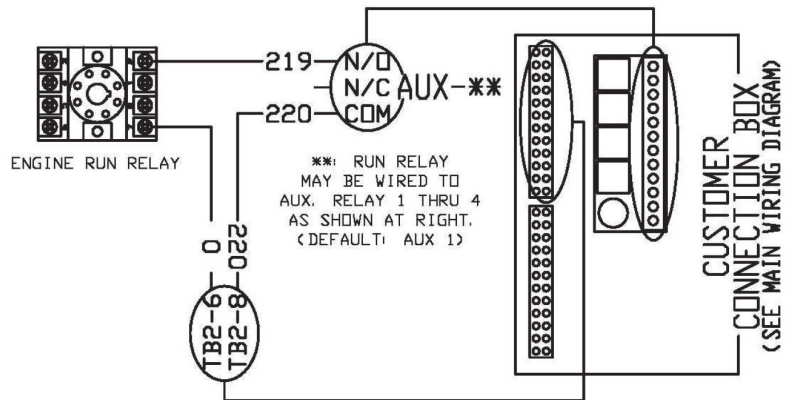 219
N/O
N/C
220
COM
AUX-**
ENGINE RUN RELAY
**: RUN RELAY
MAY BE WIRED TO
AUX. RELAY 1 THRU 4
AS SHOWN AT RIGHT.
(DEFAULT: AUX 1)
0
220
TB2-6
TB2-8
CUSTOMER
CONNECTION BOX
(SEE MAIN WIRING DIAGRAM)